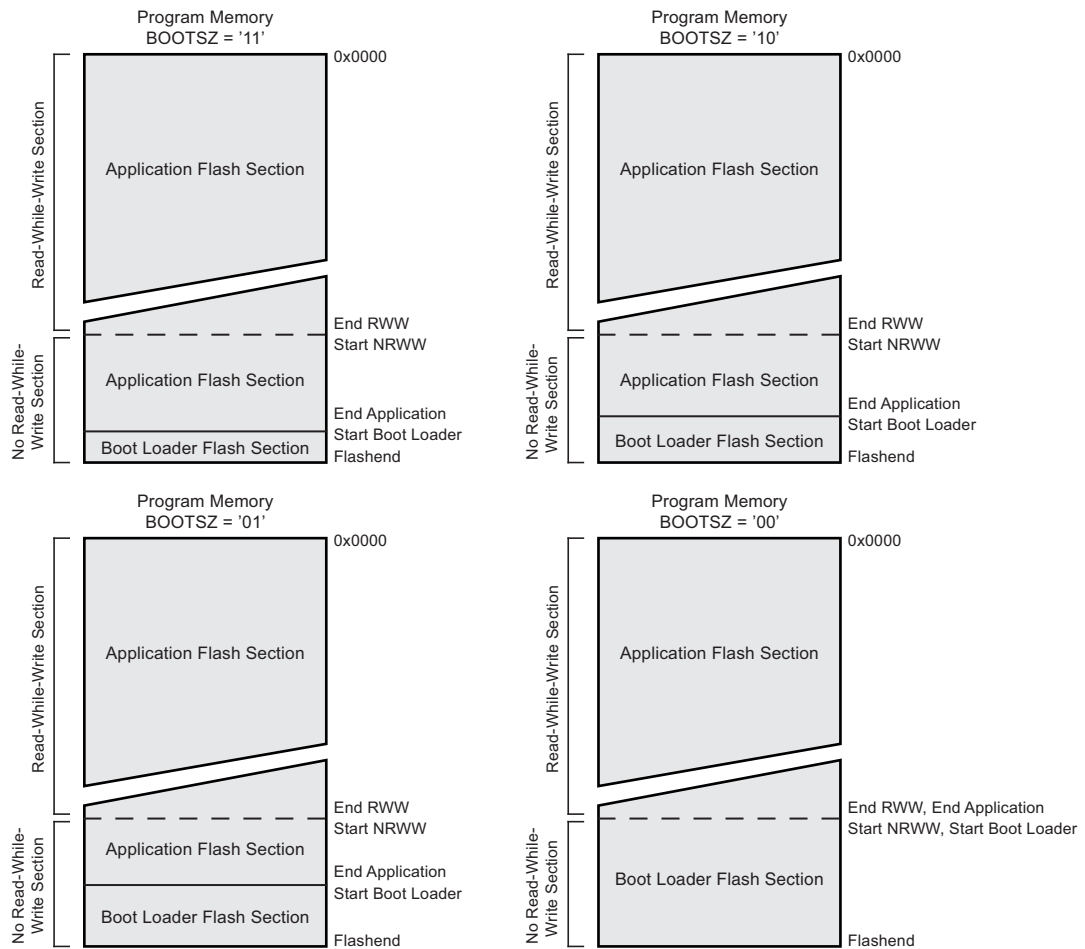 Program Memory
BOOTSZ = '11'
0x0000
Read-While-Write Section
Application Flash Section
End RWW
Start NRWW
No Read-While-
Write Section
Application Flash Section
End Application
Start Boot Loader
Boot Loader Flash Section
Flashend
Program Memory
BOOTSZ = '10'
0x0000
Read-While-Write Section
Application Flash Section
End RWW
Start NRWW
No Read-While-
Write Section
Application Flash Section
End Application
Start Boot Loader
Boot Loader Flash Section
Flashend
Program Memory
BOOTSZ = '01'
0x0000
Read-While-Write Section
Application Flash Section
End RWW
Start NRWW
No Read-While-
Write Section
Application Flash Section
End Application
Start Boot Loader
Boot Loader Flash Section
Flashend
Program Memory
BOOTSZ = '00'
0x0000
Read-While-Write Section
Application Flash Section
End RWW, End Application
Start NRWW, Start Boot Loader
No Read-While-
Write Section
Boot Loader Flash Section
Flashend